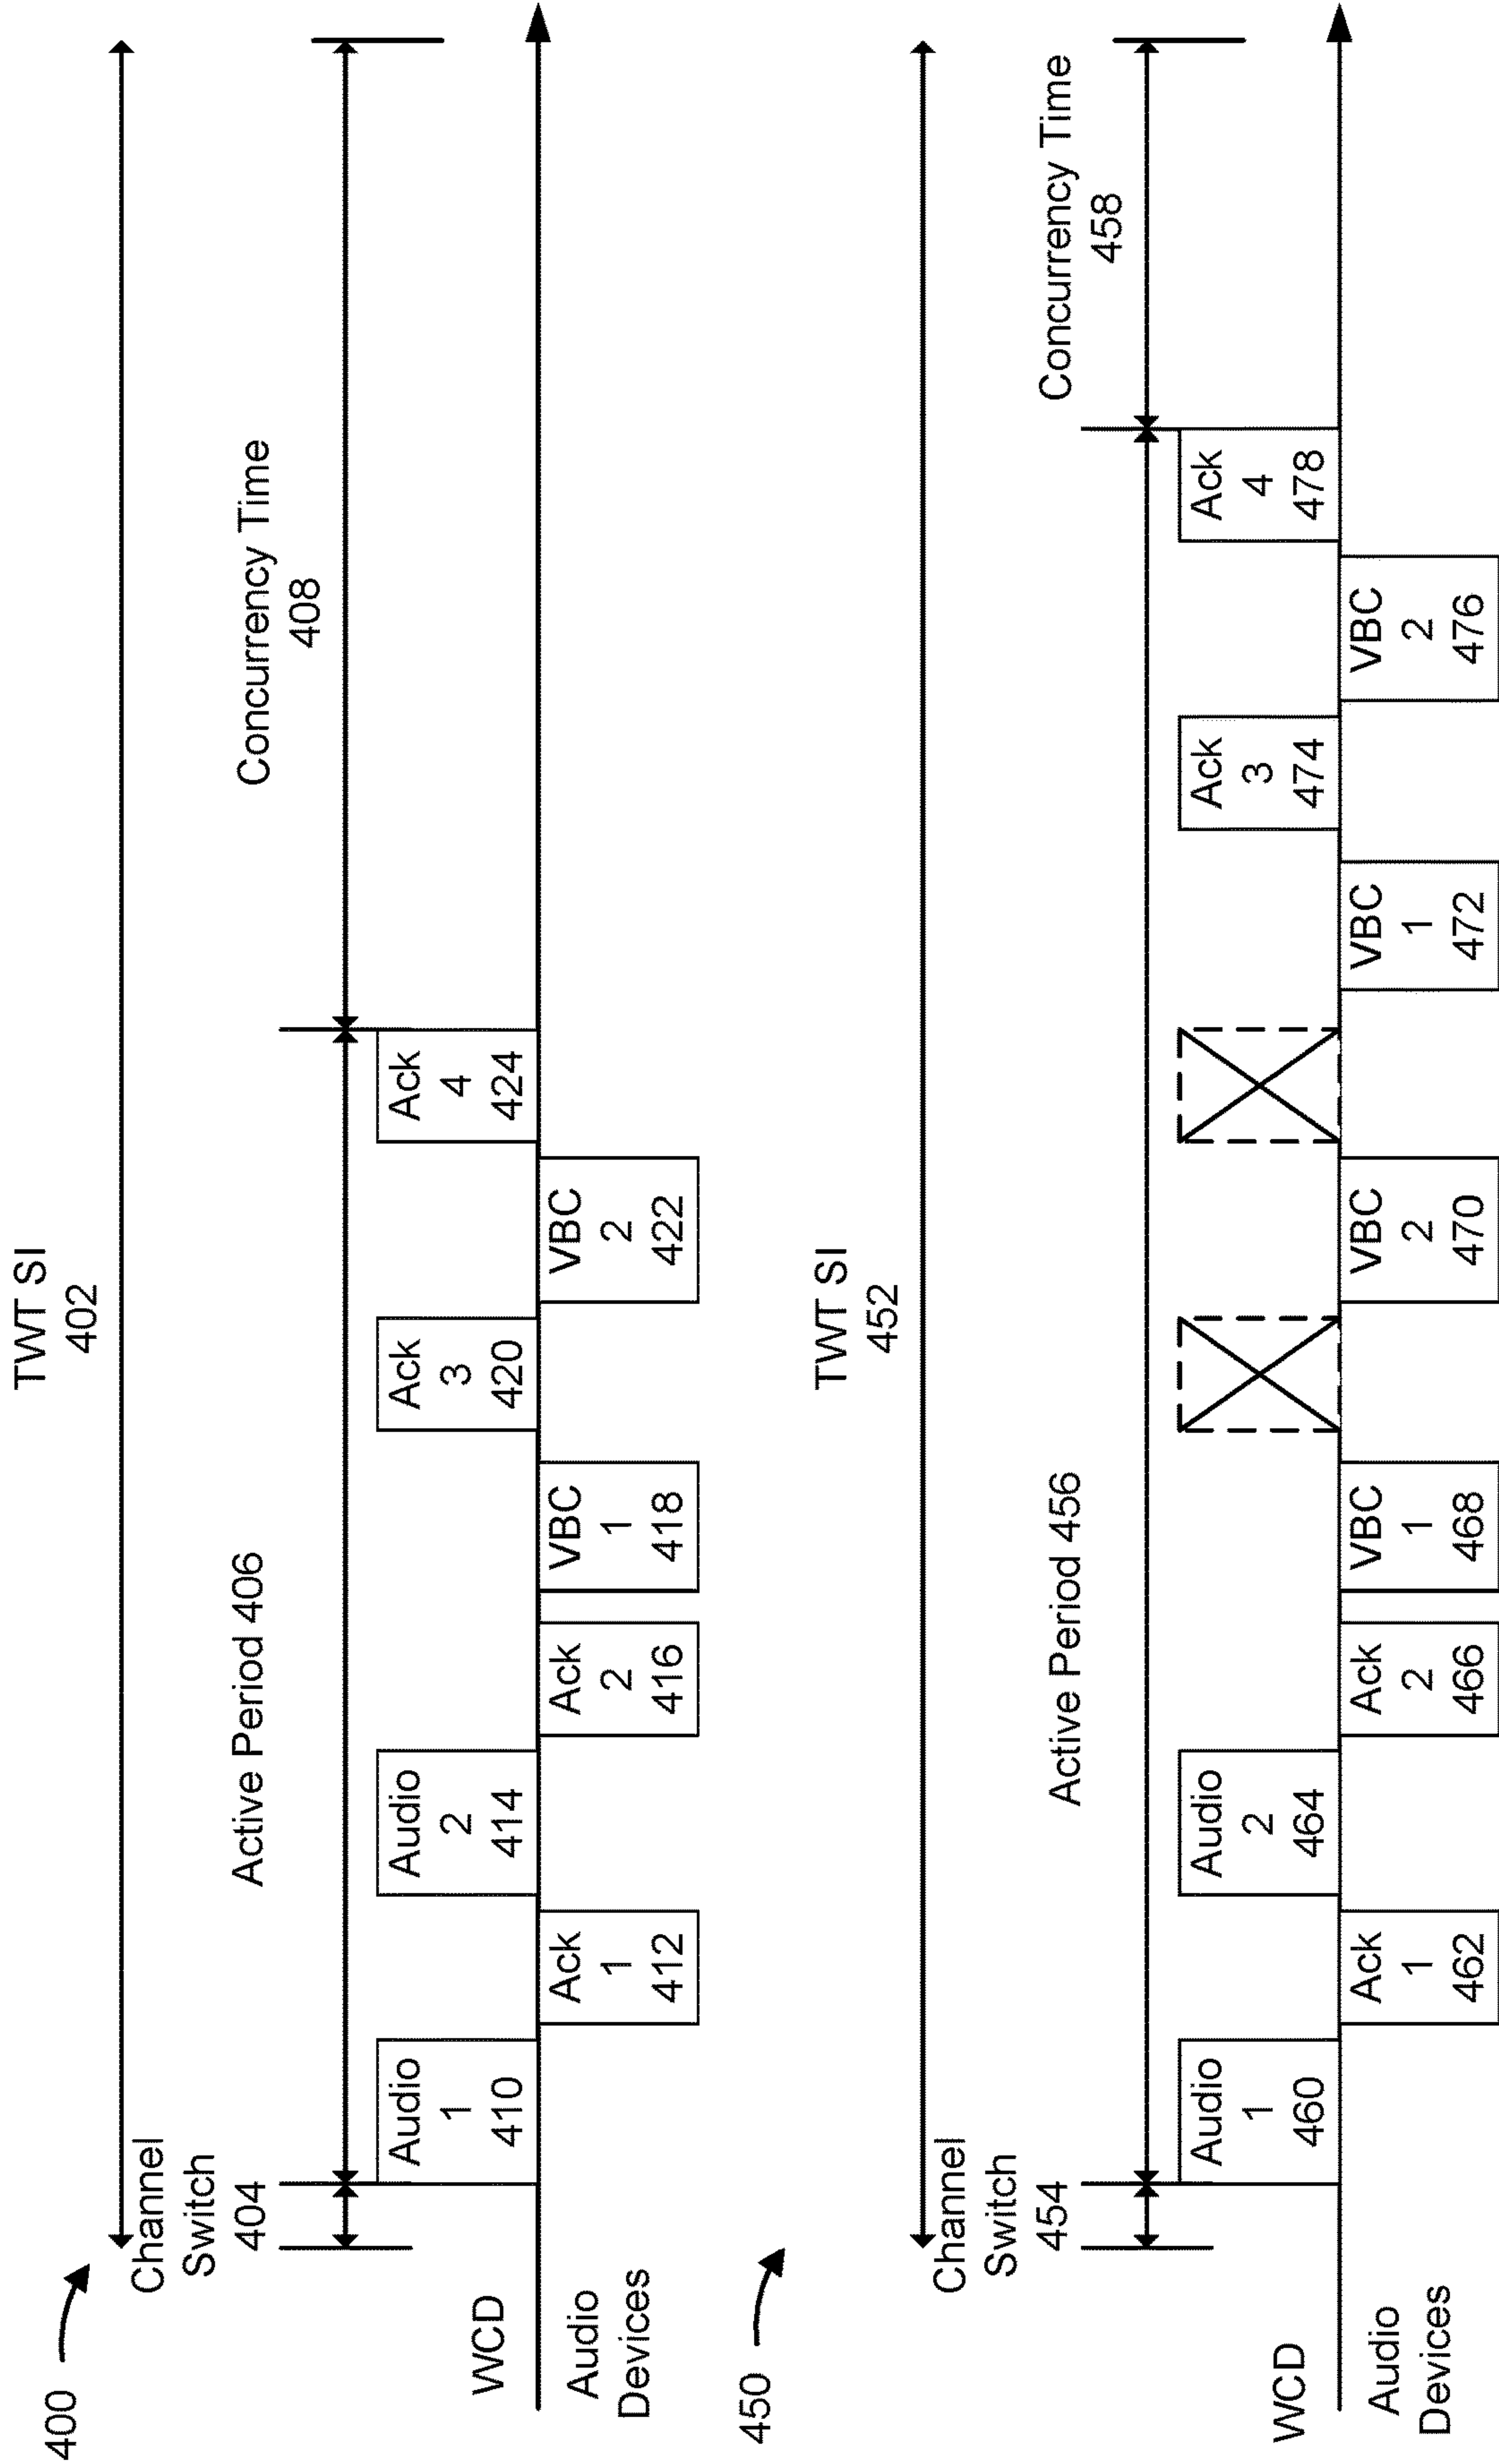 400
TWT SI
402
Channel
Switch
404
Active Period 406
Concurrency Time
408
WCD
Audio
Devices
Audio
1
410
Ack
1
412
Audio
2
414
Ack
2
416
VBC
1
418
Ack
3
420
VBC
2
422
Ack
4
424
450
TWT SI
452
Channel
Switch
454
Active Period 456
Concurrency Time
458
WCD
Audio
Devices
Audio
1
460
Ack
1
462
Audio
2
464
Ack
2
466
VBC
1
468
VBC
2
470
VBC
1
472
Ack
3
474
VBC
2
476
Ack
4
478